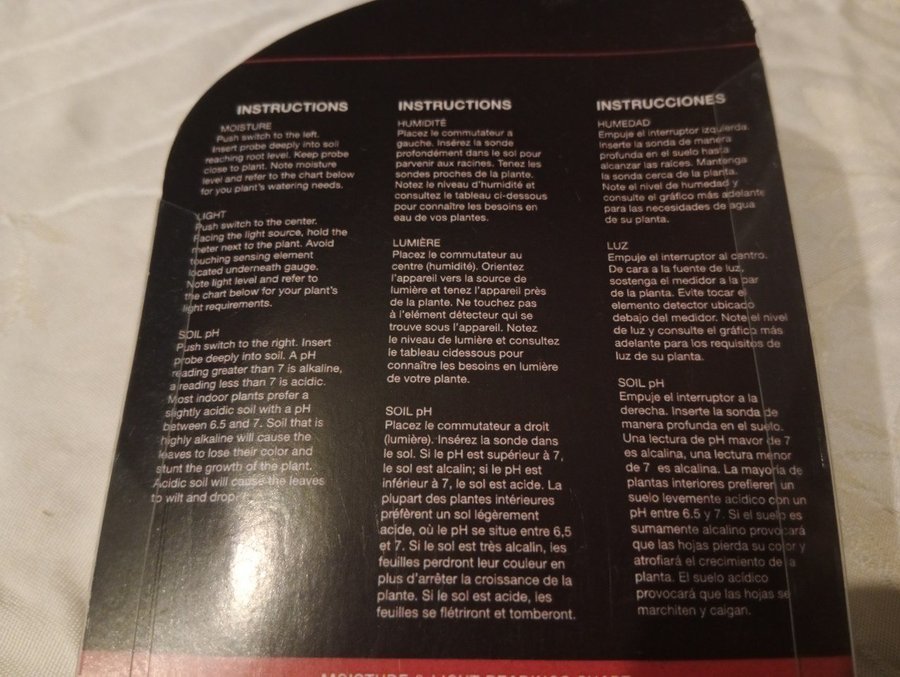 INSTRUCTIONS
MOISTURE
Push switch to the left.
Insert probe deeply into soil
reaching root level. Keep probe
close to plant. Note moisture
level and refer to the chart below
for you plant's watering needs.
LIGHT
Push switch to the center.
Facing the light source, hold the
meter next to the plant. Avoid
touching sensing element
located underneath gauge.
Note light level and refer to
the chart below for your plant's
light requirements.
SOIL pH
Push switch to the right. Insert
probe deeply into soil. A pH
reading greater than 7 is alkaline,
a reading less than 7 is acidic.
Most indoor plants prefer a
slightly acidic soil with a pH
between 6.5 and 7. Soil that is
highly alkaline will cause the
leaves to lose their color and
stunt the growth of the plant.
Acidic soil will cause the leaves
to wilt and drop.
INSTRUCTIONS
HUMIDITÉ
Placez le commutateur a
gauche. Insérez la sonde
profondément dans le sol pour
parvenir aux racines. Tenez les
sondes proches de la plante.
Notez le niveau d'humidité et
consultez le tableau ci-dessous
pour connaître les besoins en
eau de vos plantes.
LUMIÈRE
Placez le commutateur au
centre (humidité). Orientez
l'appareil vers la source de
lumière et tenez l'appareil près
de la plante. Ne touchez pas
à l'elément détecteur qui se
trouve sous l'appareil. Notez
le niveau de lumière et consultez
le tableau cidessous pour
connaître les besoins en lumière
de votre plante.
SOIL pH
Placez le commutateur a droit
(lumière). Insérez la sonde dans
le sol. Si le pH est supérieur à 7,
le sol est alcalin; si le pH est
inférieur à 7, le sol est acide. La
plupart des plantes intérieures
préfèrent un sol légèrement
acide, où le pH se situe entre 6,5
et 7. Si le sol est très alcalin, les
feuilles perdront leur couleur en
plus d'arrêter la croissance de la
plante. Si le sol est acide, les
feuilles se flétriront et tomberont.
INSTRUCCIONES
HUMEDAD
Empuje el interruptor izquierda.
Inserte la sonda de manera
profunda en el suelo hasta
alcanzar las raíces. Mantenga
la sonda cerca de la planta.
Note el nivel de humedad y
consulte el gráfico más adelante
para las necesidades de agua
de su planta.
LUZ
Empuje el interruptor al centro.
De cara a la fuente de luz,
sostenga el medidor a la par
de la planta. Evite tocar el
elemento detector ubicado
debajo del medidor. Note el nivel
de luz y consulte el gráfico más
adelante para los requisitos de
luz de su planta.
SOIL pH
Empuje el interruptor a la
derecha. Inserte la sonda de
manera profunda en el suelo.
Una lectura de pH mavor de 7
es alcalina, una lectura menor
de 7 es alcalina. La mayoría de
plantas interiores prefieren un
suelo levemente acídico con un
pH entre 6.5 y 7. Si el suelo es
sumamente alcalino provocará
que las hojas pierda su color y
atrofiará el crecimiento de la
planta. El suelo acídico
provocará que las hojas se
marchiten y caigan.
MOISTURE & LIGHT READINGS CHART